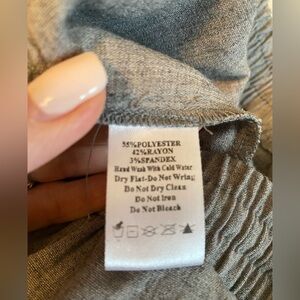 55%POLYESTER
42%RAYON
3%SPANDEX
Hand Wash With Cold Water
Dry Flat-Do Not Wring
Do Not Dry Clean
Do not Iron
Do Not Bleach